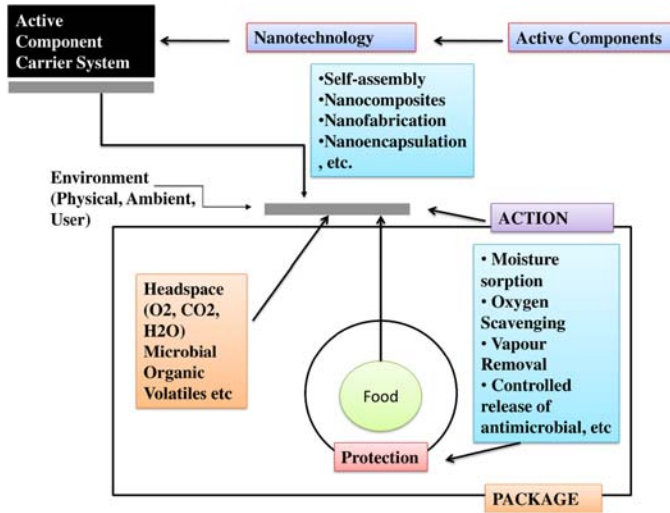 Active
Component
Carrier System
Nanotechnology
Active Components
•Self-assembly
•Nanocomposites
•Nanofabrication
•Nanoencapsulation
, etc.
Environment
(Physical, Ambient,
User)
ACTION
Headspace
(O2, CO2,
H2O)
Microbial
Organic
Volatiles etc
• Moisture
sorption
• Oxygen
Scavenging
• Vapour
Removal
• Controlled
release of
antimicrobial, etc
Food
Protection
PACKAGE